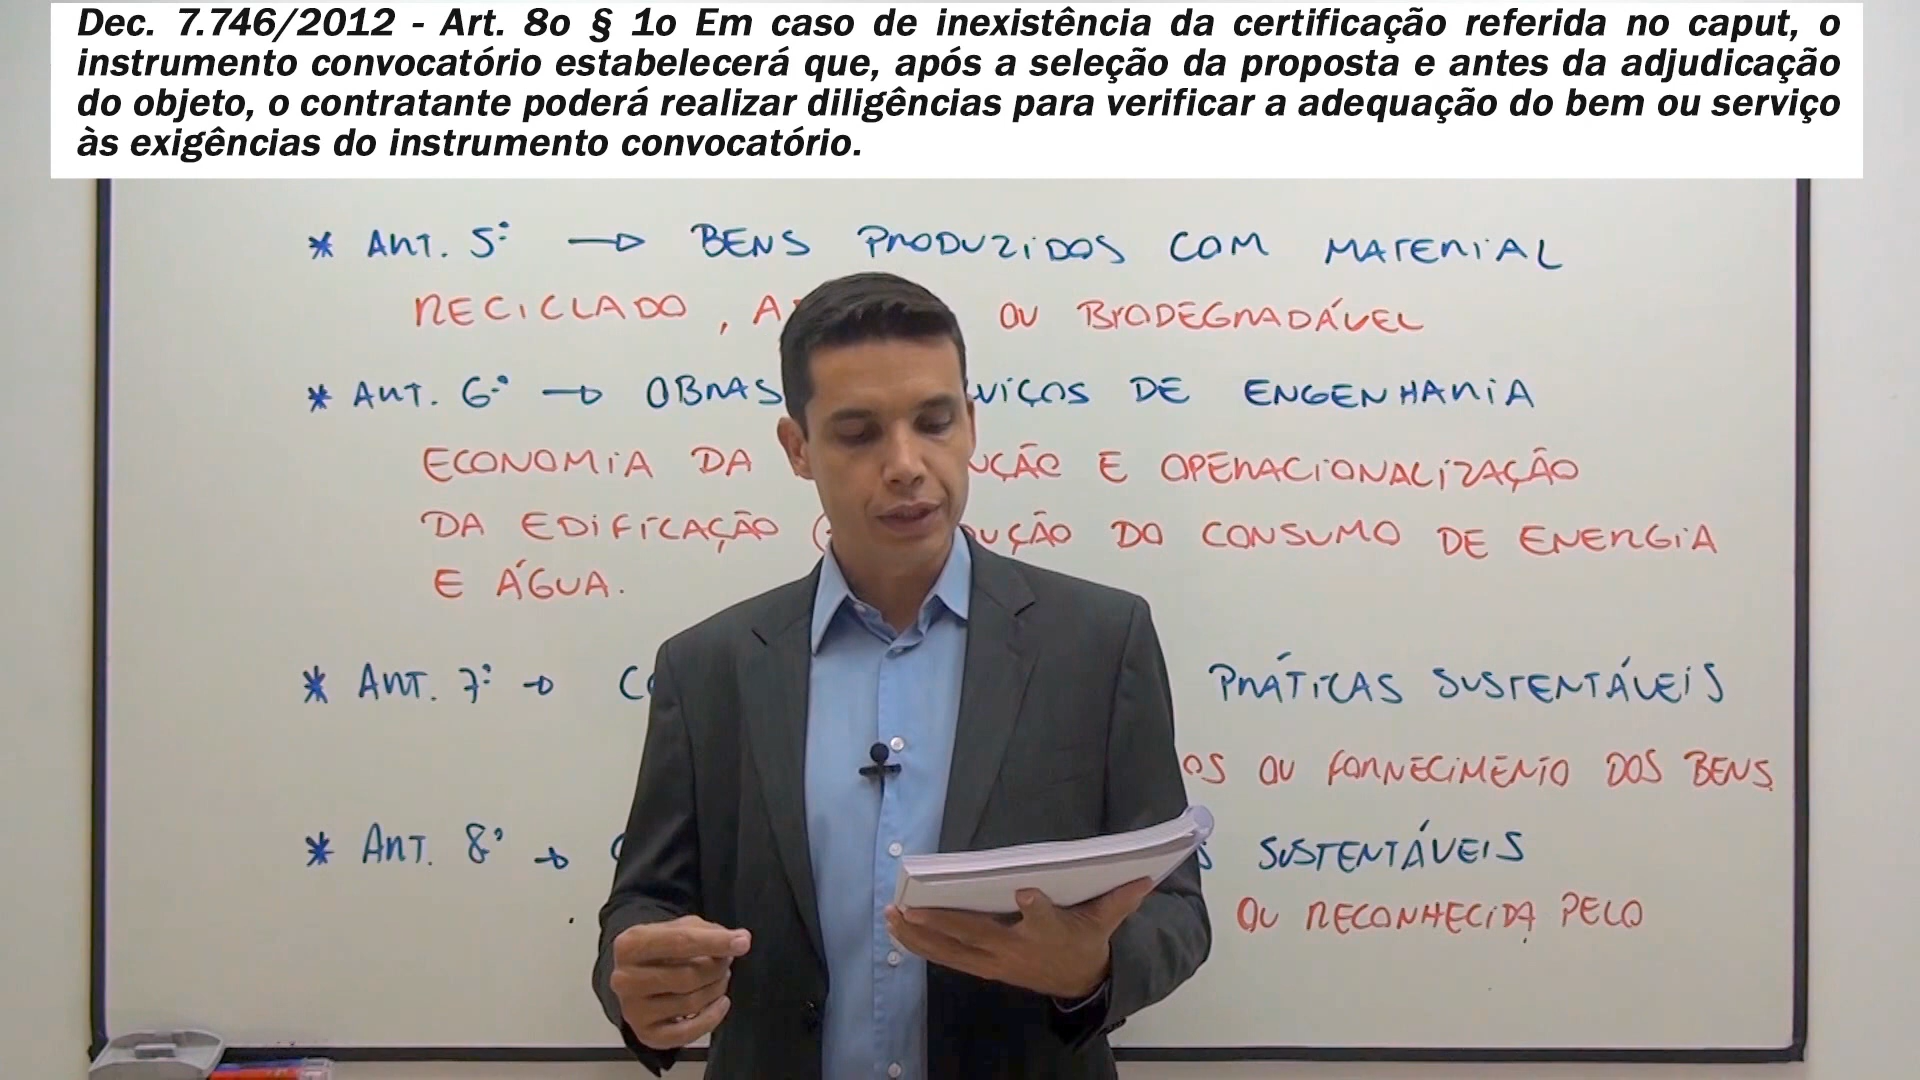 Dec. 7.746/2012 - Art. 8o § 1o Em caso de inexistência da certificação referida no caput, o
instrumento convocatório estabelecerá que, após a seleção da proposta e antes da adjudicação
do objeto, o contratante poderá realizar diligências para verificar a adequação do bem ou serviço
às exigências do instrumento convocatório.
* ART. 5º → BENS PRODUZIDOS COM MATERIAL
RECICLADO, OU BIODEGRADÁVEL
* ART. 6º → OBRAS DE ENGENHARIA
ECONOMIA DA E OPERACIONALIZAÇÃO
DA EDIFICAÇÃO ( DO CONSUMO DE ENERGIA
E ÁGUA.
* ART. 7º → PRÁTICAS SUSTENTÁVEIS
OU FORNECIMENTO DOS BENS
* ART. 8º → SUSTENTÁVEIS
OU RECONHECIDA PELO